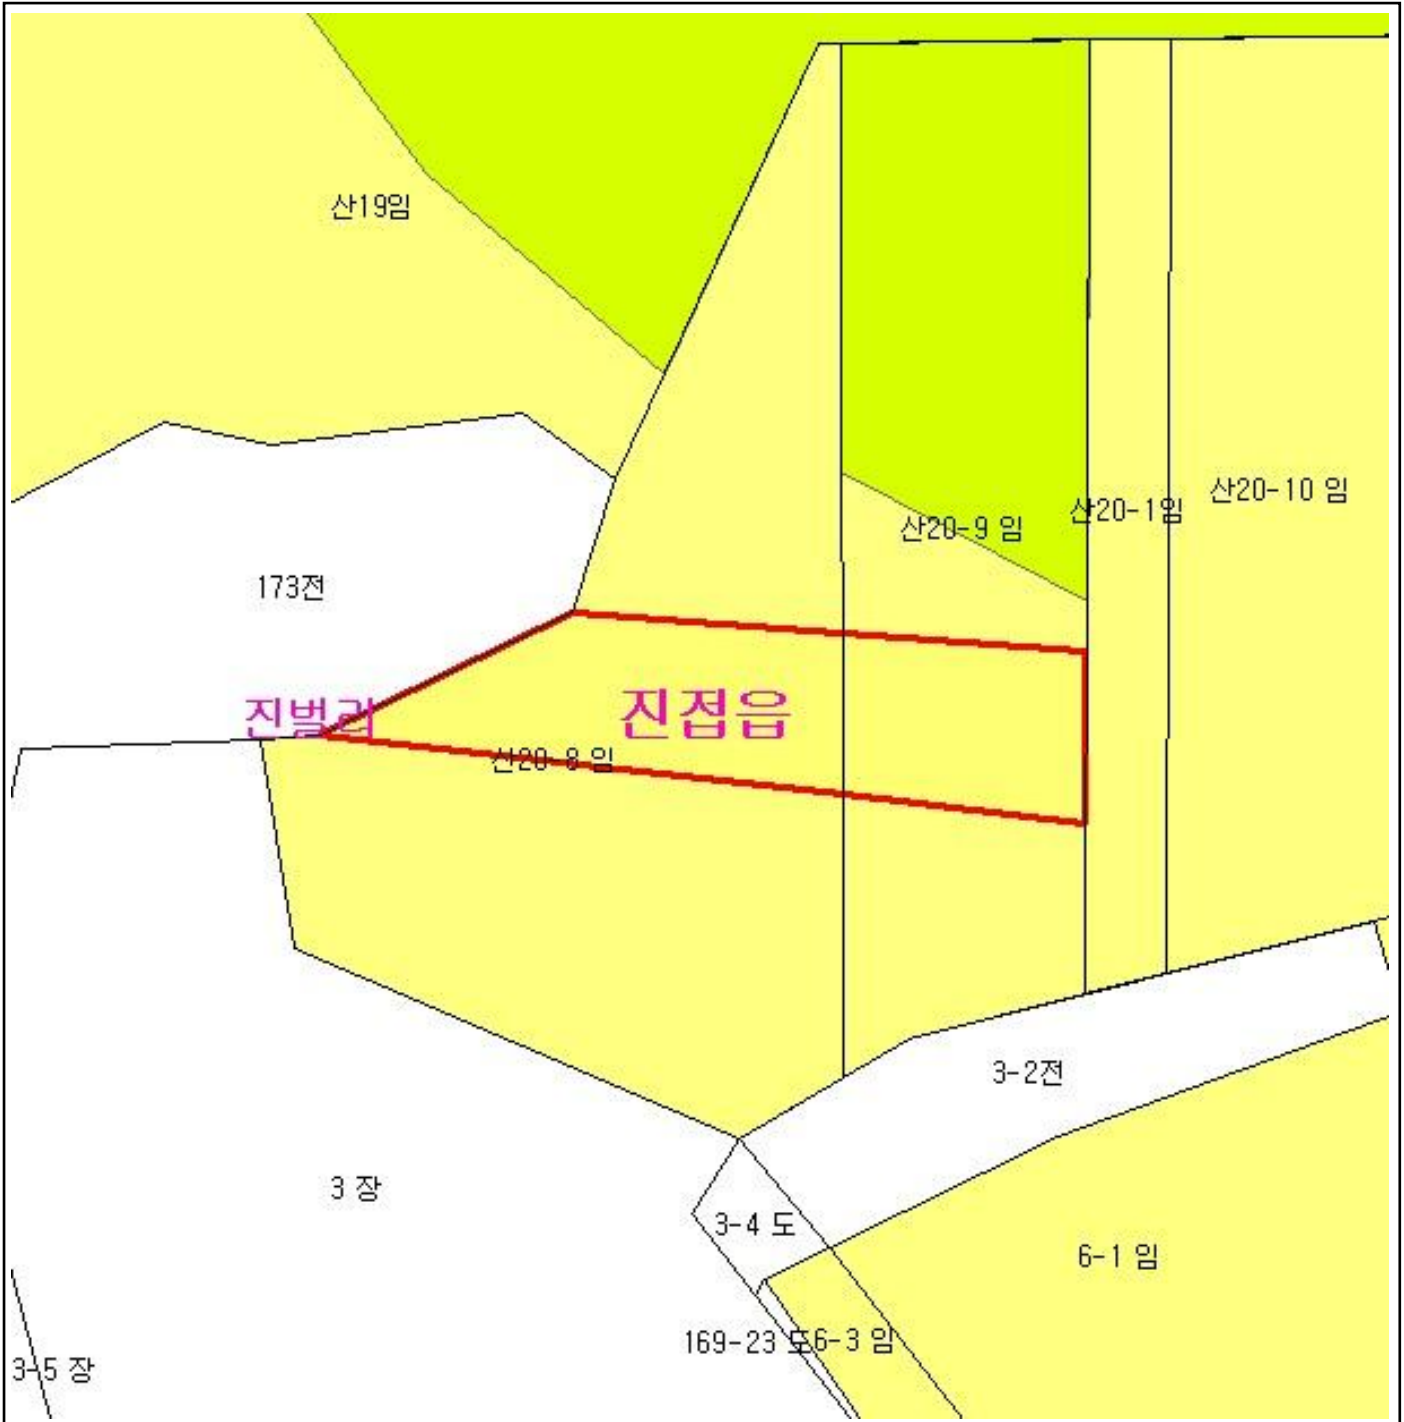 산19임
산20-10 임
산20-1임
산20-9 임
173전
진벌리
진접읍
산20-8 임
3-2전
3 장
3-4 도
6-1 임
169-23 도
6-3 임
3-5 장